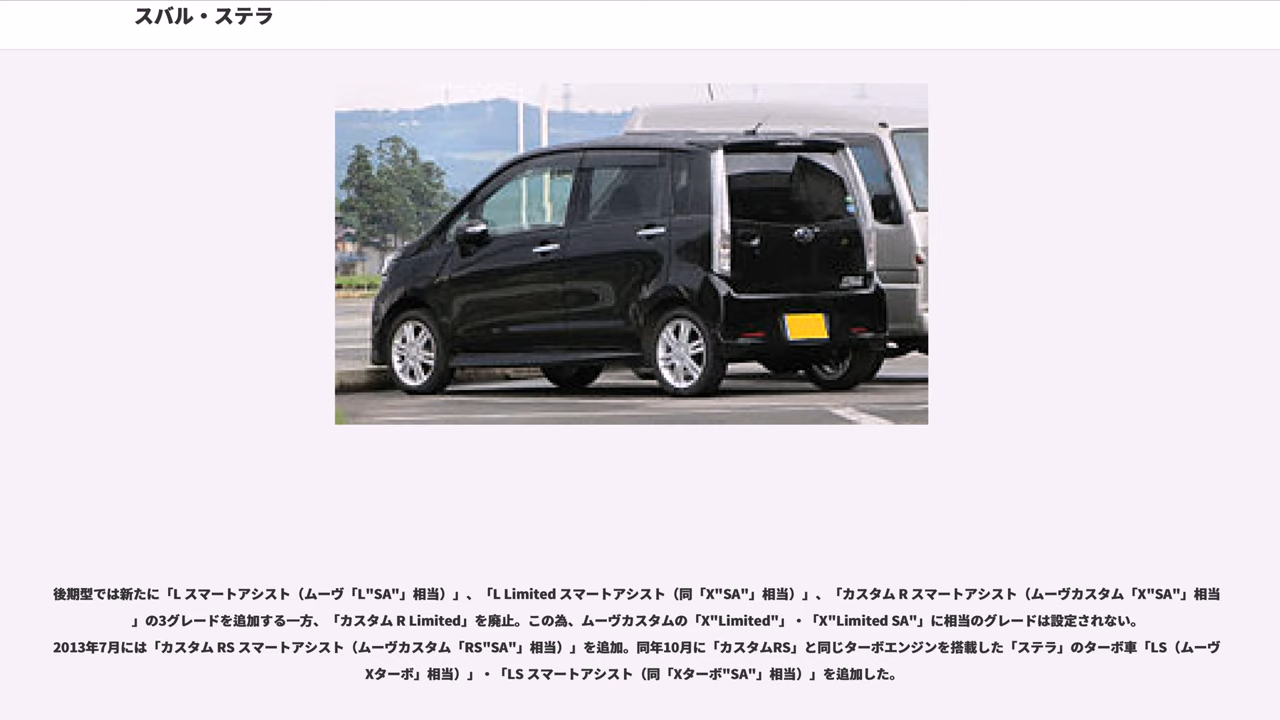 スバル・ステラ
後期型では新たに「L スマートアシスト（ムーヴ「L"SA"」相当）」、「L Limited スマートアシスト（同「X"SA"」相当）」、「カスタム R スマートアシスト（ムーヴカスタム「X"SA"」相当
」の3グレードを追加する一方、「カスタム R Limited」を廃止。この為、ムーヴカスタムの「X"Limited"」・「X"Limited SA"」に相当のグレードは設定されない。
2013年7月には「カスタム RS スマートアシスト（ムーヴカスタム「RS"SA"」相当）」を追加。同年10月に「カスタムRS」と同じターボエンジンを搭載した「ステラ」のターボ車「LS（ムーヴ
Xターボ」相当）」・「LS スマートアシスト（同「Xターボ"SA"」相当）」を追加した。